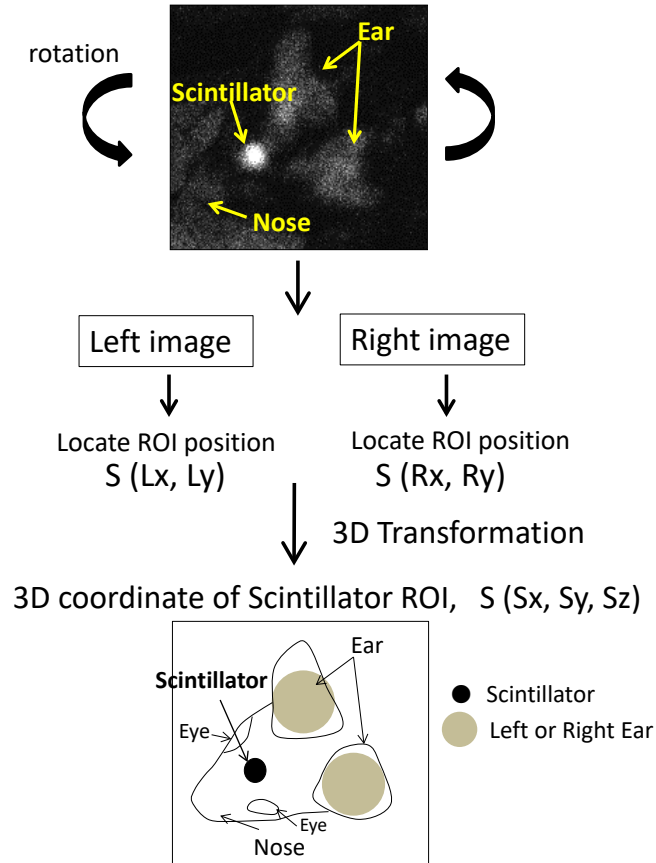 rotation
Ear
Scintillator
Nose
Left image
Right image
Locate ROI position
S (Lx, Ly)
Locate ROI position
S (Rx, Ry)
3D Transformation
3D coordinate of Scintillator ROI,   S (Sx, Sy, Sz)
Ear
Scintillator
Eye
Eye
Nose
Scintillator
Left or Right Ear